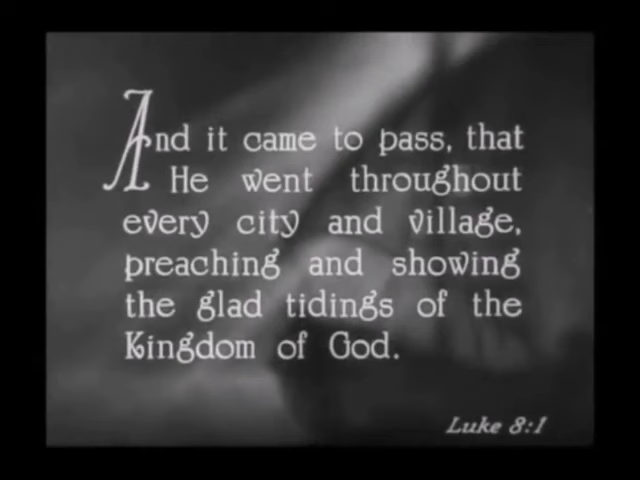 And it came to pass, that
He went throughout
every city and village,
preaching and showing
the glad tidings of the
Kingdom of God.
Luke 8:1